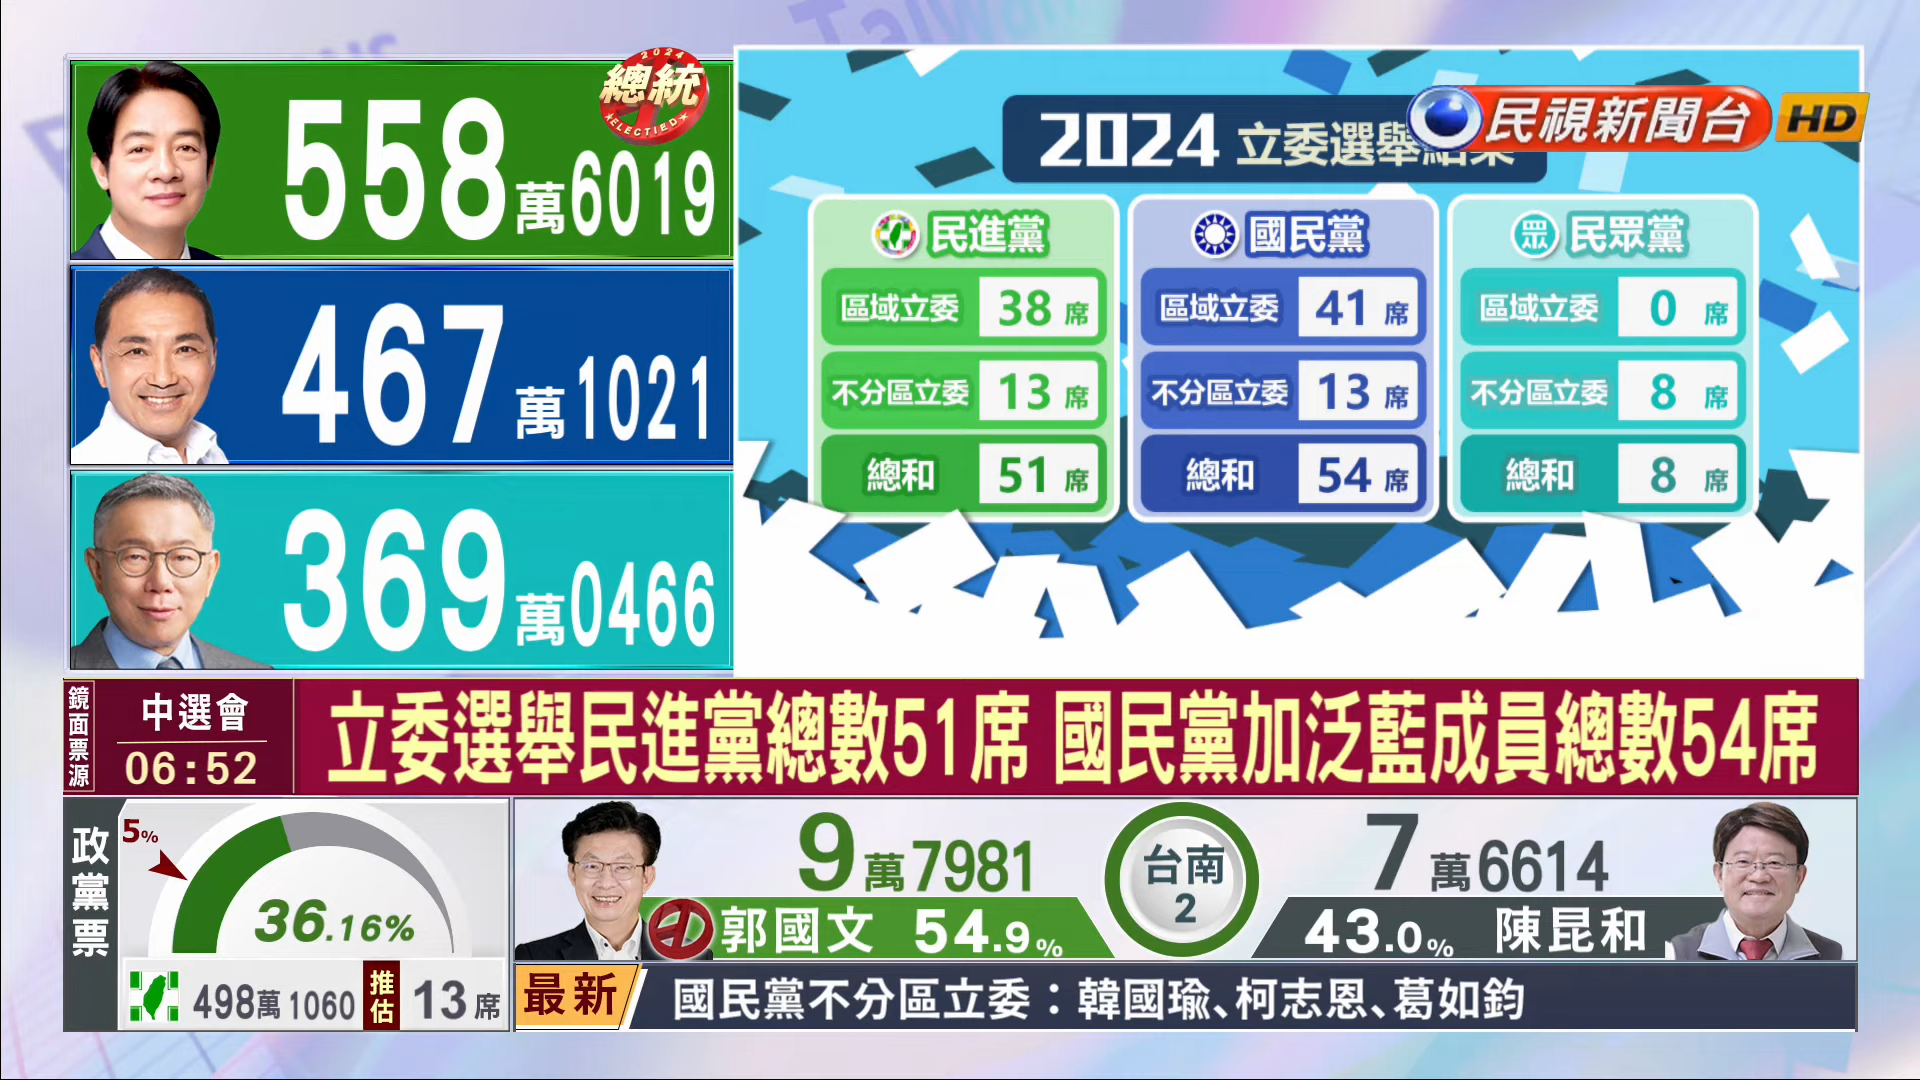 Taiwan
2024
總統
ELECTED
558萬6019
467萬1021
369萬0466
民視新聞台 HD
2024 立委選舉結果
民進黨
區域立委 38 席
不分區立委 13 席
總和 51 席
國民黨
區域立委 41 席
不分區立委 13 席
總和 54 席
民眾黨
區域立委 0 席
不分區立委 8 席
總和 8 席
鏡面票源
中選會
06:52
立委選舉民進黨總數51席 國民黨加泛藍成員總數54席
政黨票
5%
36.16%
498萬1060 推估 13席
9萬7981
郭國文 54.9%
台南
2
7萬6614
43.0% 陳昆和
最新
國民黨不分區立委：韓國瑜、柯志恩、葛如鈞